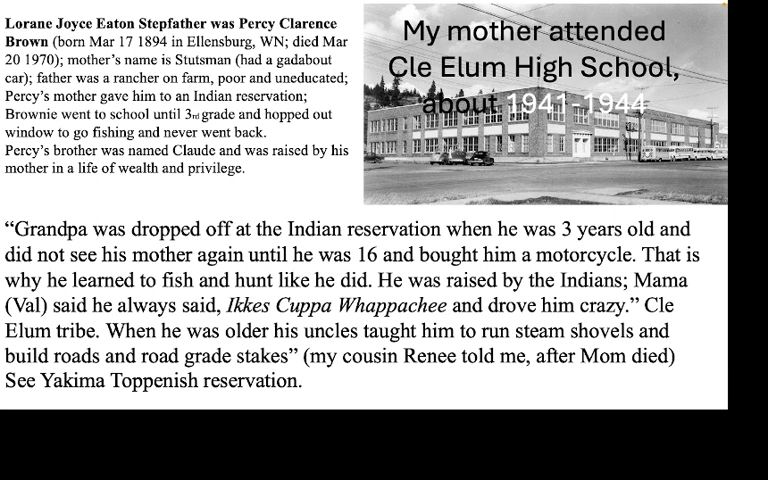 Lorane Joyce Eaton Stepfather was Percy Clarence
Brown (born Mar 17 1894 in Ellensburg, WN; died Mar
20 1970); mother's name is Stutsman (had a gadabout
car); father was a rancher on farm, poor and uneducated;
Percy's mother gave him to an Indian reservation;
Brownie went to school until 3rd grade and hopped out
window to go fishing and never went back.
Percy's brother was named Claude and was raised by his
mother in a life of wealth and privilege.
My mother attended
Cle Elum High School,
about 1941-1944
“Grandpa was dropped off at the Indian reservation when he was 3 years old and
did not see his mother again until he was 16 and bought him a motorcycle. That is
why he learned to fish and hunt like he did. He was raised by the Indians; Mama
(Val) said he always said, Ikkes Cuppa Whappachee and drove him crazy.” Cle
Elum tribe. When he was older his uncles taught him to run steam shovels and
build roads and road grade stakes” (my cousin Renee told me, after Mom died)
See Yakima Toppenish reservation.